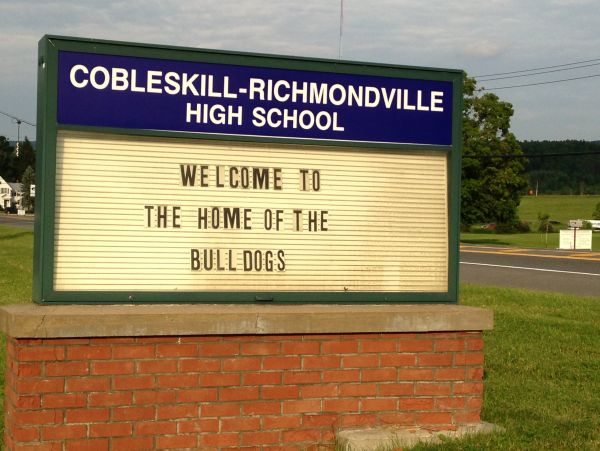 COBLESKILL-RICHMONDVILLE
HIGH SCHOOL
WELCOME TO
THE HOME OF THE
BULLDOGS